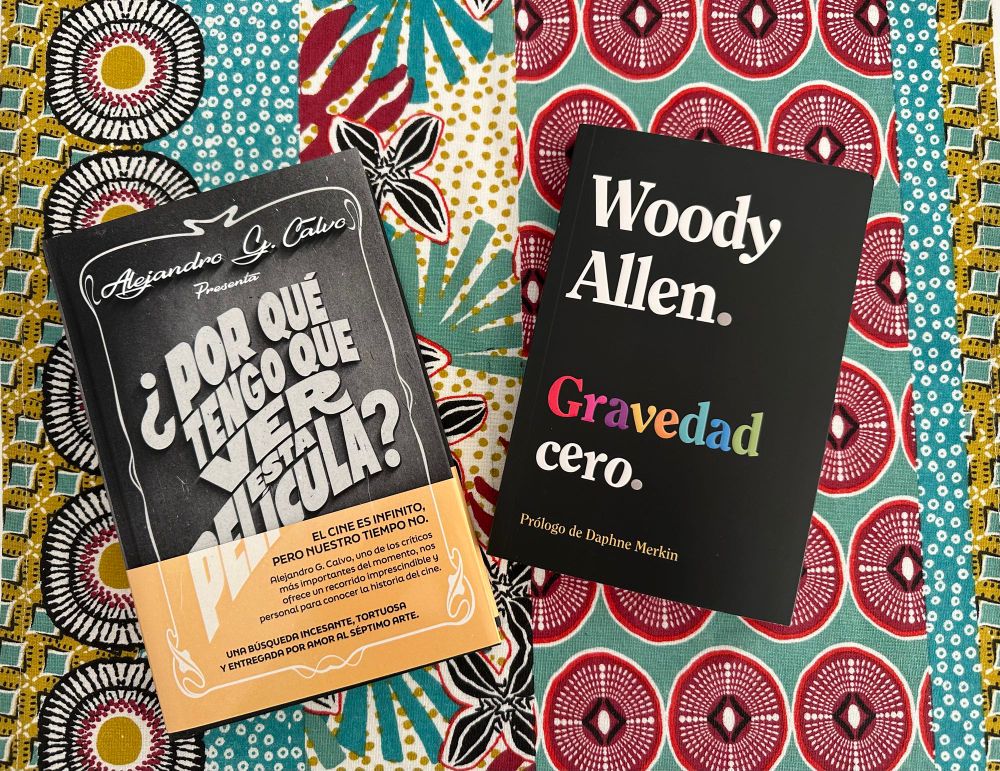 Alejandro G. Calvo
Presenta
¿POR QUÉ
TENGO QUE
VER
ESTA
PELÍCULA?
EL CINE ES INFINITO,
PERO NUESTRO TIEMPO NO.
Alejandro G. Calvo, uno de los críticos
más importantes del momento, nos
ofrece un recorrido imprescindible y
personal para conocer la historia del cine.
UNA BÚSQUEDA INCESANTE, TORTUOSA
Y ENTREGADA POR AMOR AL SÉPTIMO ARTE.
Woody
Allen.
Gravedad
cero.
Prólogo de Daphne Merkin